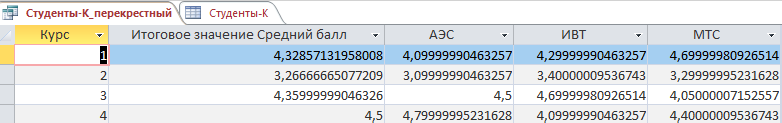 Студенты-К_перекрестный Студенты-К
Курс Итоговое значение Средний балл АЭС ИВТ МТС
1 4,32857131958008 4,09999990463257 4,29999990463257 4,69999980926514
2 3,26666665077209 3,09999990463257 3,40000009536743 3,29999995231628
3 4,35999999046326 4,5 4,69999980926514 4,05000007152557
4 4,5 4,79999995231628 4,09999990463257 4,40000009536743